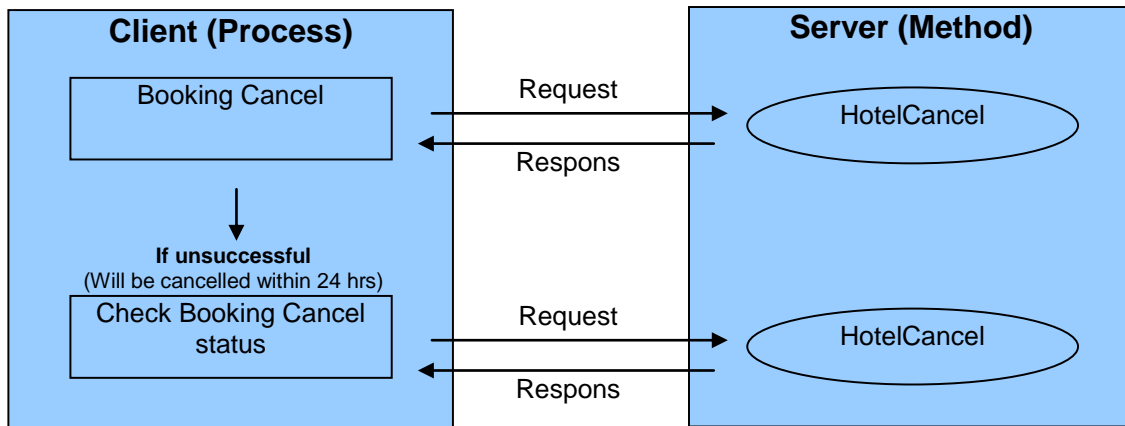 Client (Process)
Server (Method)
Booking Cancel
Request
HotelCancel
Respons
If unsuccessful
(Will be cancelled within 24 hrs)
Check Booking Cancel
status
Request
HotelCancel
Respons